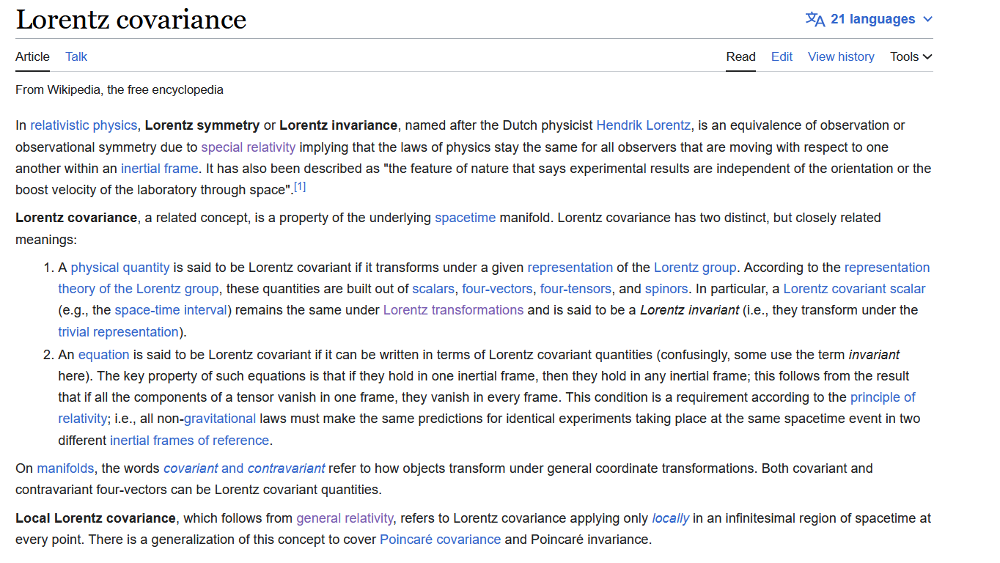 Lorentz covariance
21 languages
Article Talk
Read Edit View history Tools
From Wikipedia, the free encyclopedia
In relativistic physics, Lorentz symmetry or Lorentz invariance, named after the Dutch physicist Hendrik Lorentz, is an equivalence of observation or
observational symmetry due to special relativity implying that the laws of physics stay the same for all observers that are moving with respect to one
another within an inertial frame. It has also been described as "the feature of nature that says experimental results are independent of the orientation or the
boost velocity of the laboratory through space".[1]
Lorentz covariance, a related concept, is a property of the underlying spacetime manifold. Lorentz covariance has two distinct, but closely related
meanings:
1. A physical quantity is said to be Lorentz covariant if it transforms under a given representation of the Lorentz group. According to the representation
theory of the Lorentz group, these quantities are built out of scalars, four-vectors, four-tensors, and spinors. In particular, a Lorentz covariant scalar
(e.g., the space-time interval) remains the same under Lorentz transformations and is said to be a Lorentz invariant (i.e., they transform under the
trivial representation).
2. An equation is said to be Lorentz covariant if it can be written in terms of Lorentz covariant quantities (confusingly, some use the term invariant
here). The key property of such equations is that if they hold in one inertial frame, then they hold in any inertial frame; this follows from the result
that if all the components of a tensor vanish in one frame, they vanish in every frame. This condition is a requirement according to the principle of
relativity; i.e., all non-gravitational laws must make the same predictions for identical experiments taking place at the same spacetime event in two
different inertial frames of reference.
On manifolds, the words covariant and contravariant refer to how objects transform under general coordinate transformations. Both covariant and
contravariant four-vectors can be Lorentz covariant quantities.
Local Lorentz covariance, which follows from general relativity, refers to Lorentz covariance applying only locally in an infinitesimal region of spacetime at
every point. There is a generalization of this concept to cover Poincaré covariance and Poincaré invariance.